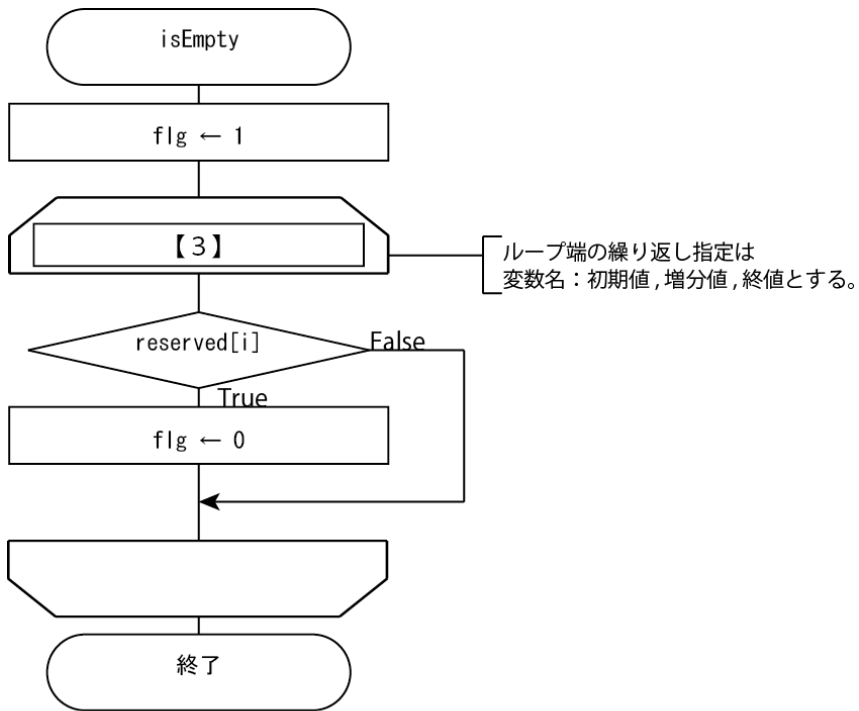 isEmpty
flg ← 1
【３】
ループ端の繰り返し指定は
変数名：初期値 , 増分値 , 終値とする。
reserved[i]
False
True
flg ← 0
終了